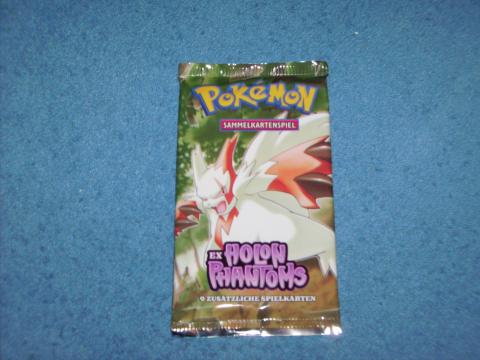 POKéMON
SAMMELKARTENSPIEL
EX HOLON
PHANTOMS
9 ZUSÄTZLICHE SPIELKARTEN